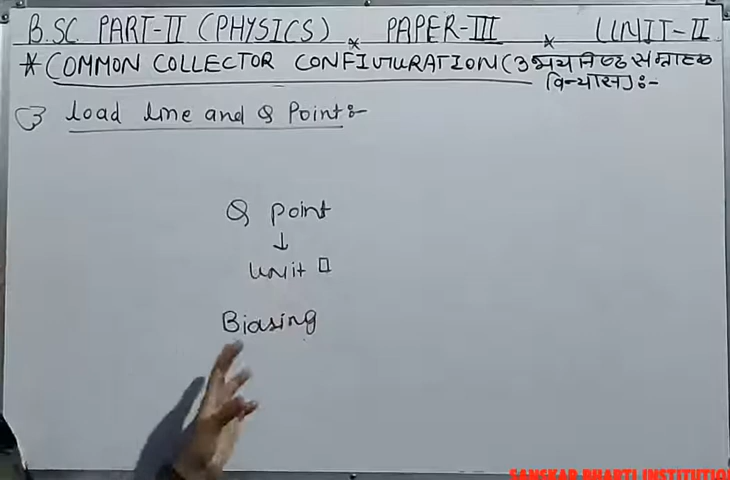 B.SC. PART-II (PHYSICS) * PAPER-III * UNIT-II
* COMMON COLLECTOR CONFIGURATION (उभयनिष्ठ संग्राहक
विन्यास) :-
Load line and Q Point :-
Q point
↓
Unit II
Biasing
SANSKAR BHARTI INSTITUTION